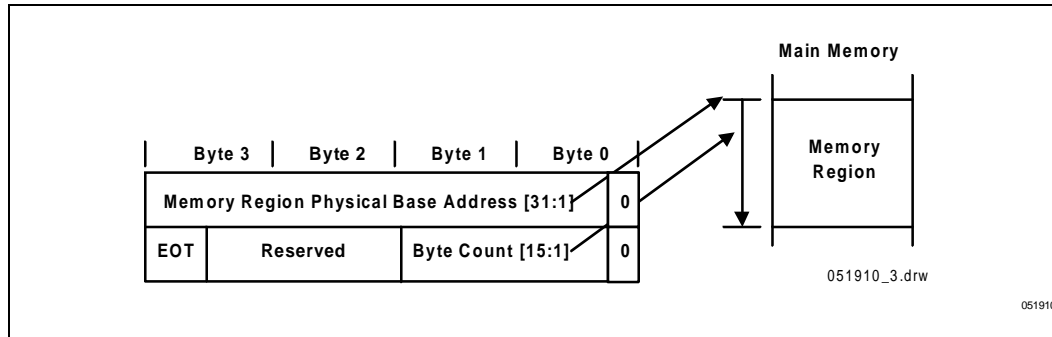 Main Memory
Byte 3 Byte 2 Byte 1 Byte 0
Memory
Region
Memory Region Physical Base Address [31:1] 0
EOT Reserved Byte Count [15:1] 0
051910_3.drw
051910